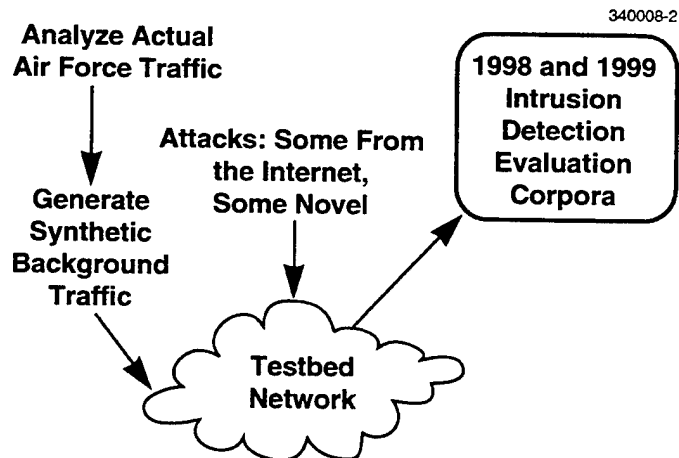 340008-2
Analyze Actual
Air Force Traffic
1998 and 1999
Intrusion
Detection
Evaluation
Corpora
Attacks: Some From
the Internet,
Some Novel
Generate
Synthetic
Background
Traffic
Testbed
Network